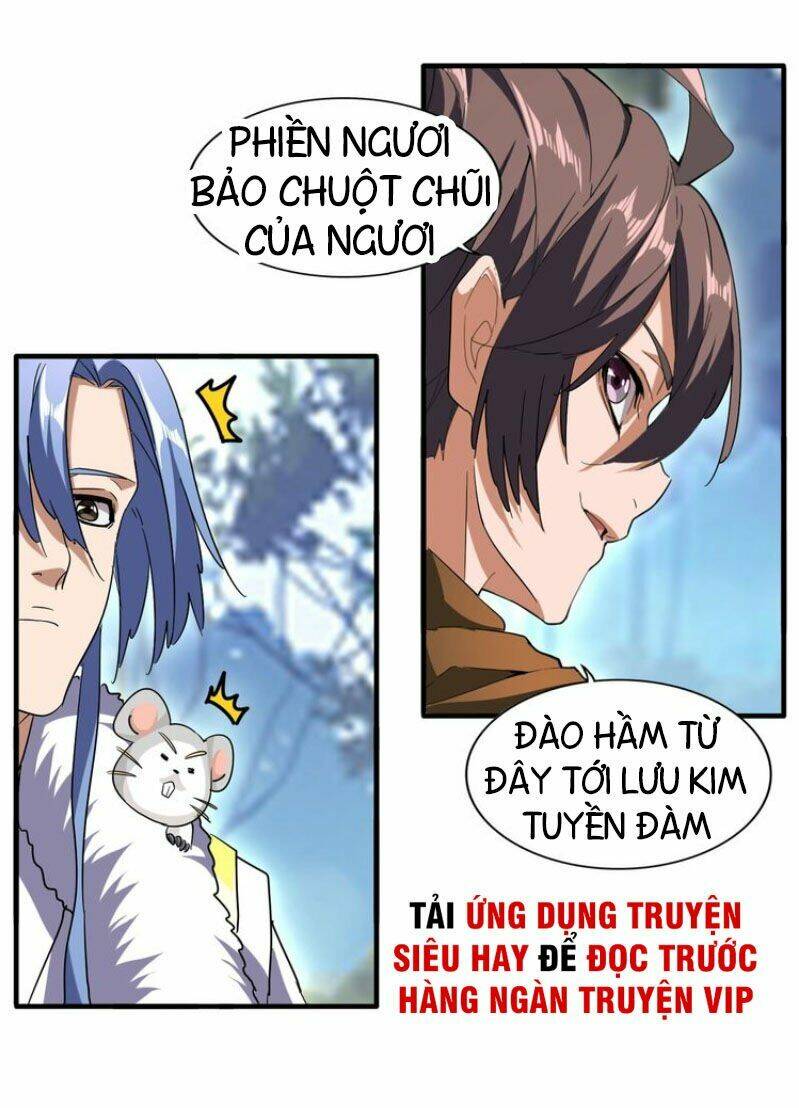 PHIỀN NGƯƠI
BẢO CHUỘT CHŨI
CỦA NGƯƠI
ĐÀO HẦM TỪ
ĐÂY TỚI LƯU KIM
TUYỀN ĐÀM
TẢI ỨNG DỤNG TRUYỆN
SIÊU HAY ĐỂ ĐỌC TRƯỚC
HÀNG NGÀN TRUYỆN VIP